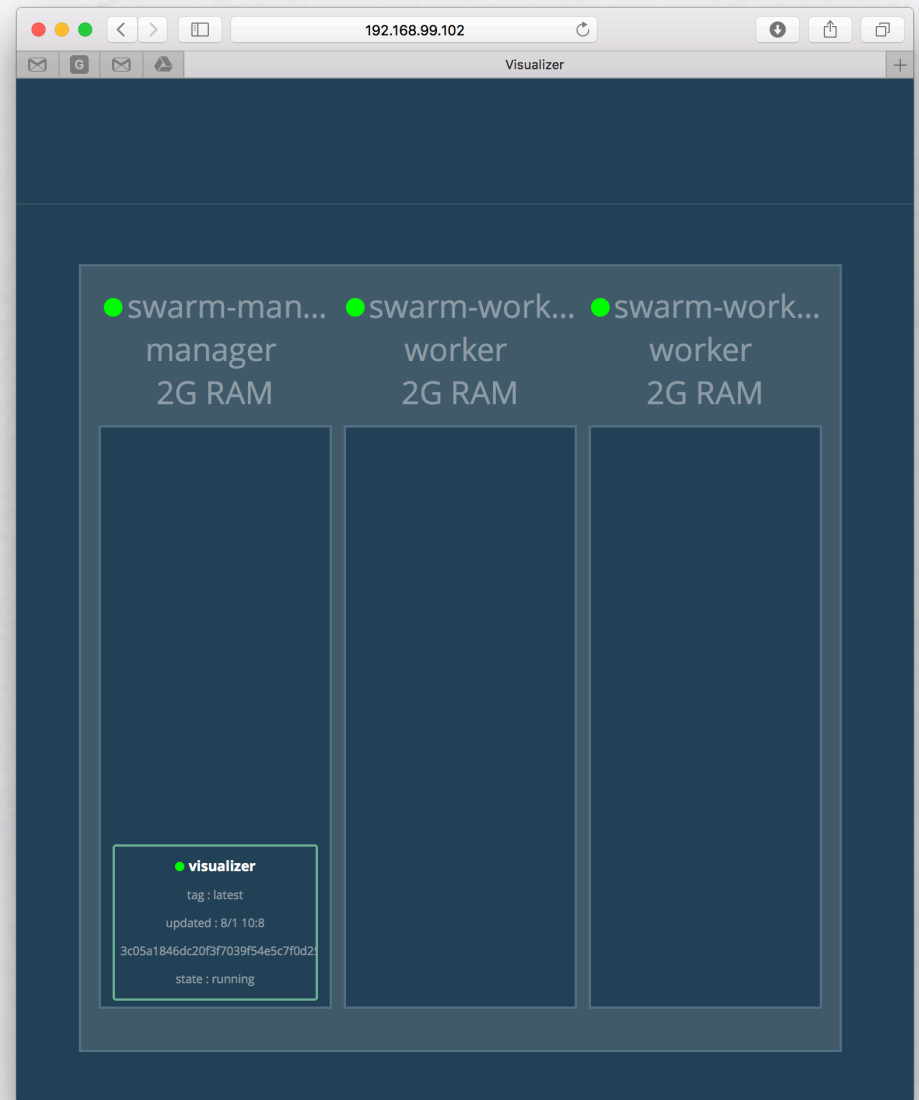 192.168.99.102
G
Visualizer
swarm-man... swarm-work... swarm-work...
manager worker worker
2G RAM 2G RAM 2G RAM
visualizer
tag : latest
updated : 8/1 10:8
3c05a1846dc20f3f7039f54e5c7f0d2
state : running